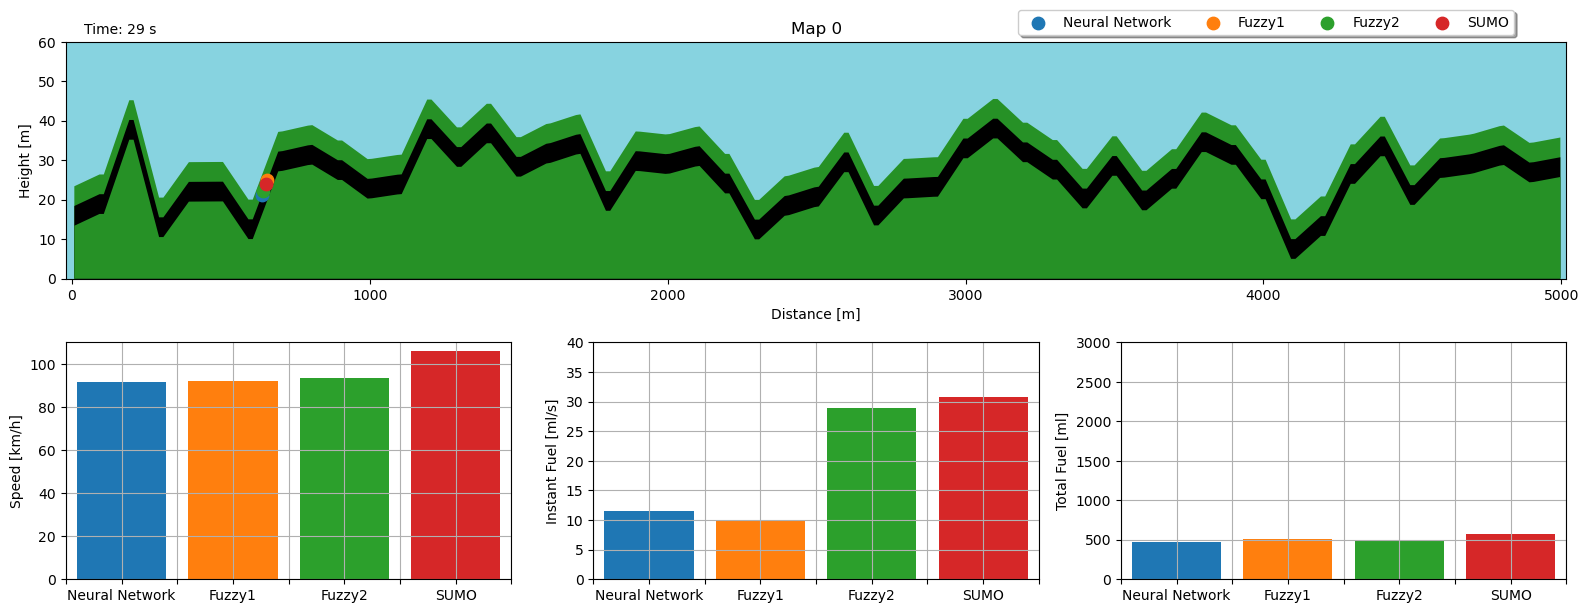 Time: 29 s
Map 0
Neural Network Fuzzy1 Fuzzy2 SUMO
Height [m]
60
50
40
30
20
10
0
0 1000 2000 3000 4000 5000
Distance [m]
Speed [km/h]
100
80
60
40
20
0
Neural Network Fuzzy1 Fuzzy2 SUMO
Instant Fuel [ml/s]
40
35
30
25
20
15
10
5
0
Neural Network Fuzzy1 Fuzzy2 SUMO
Total Fuel [ml]
3000
2500
2000
1500
1000
500
0
Neural Network Fuzzy1 Fuzzy2 SUMO